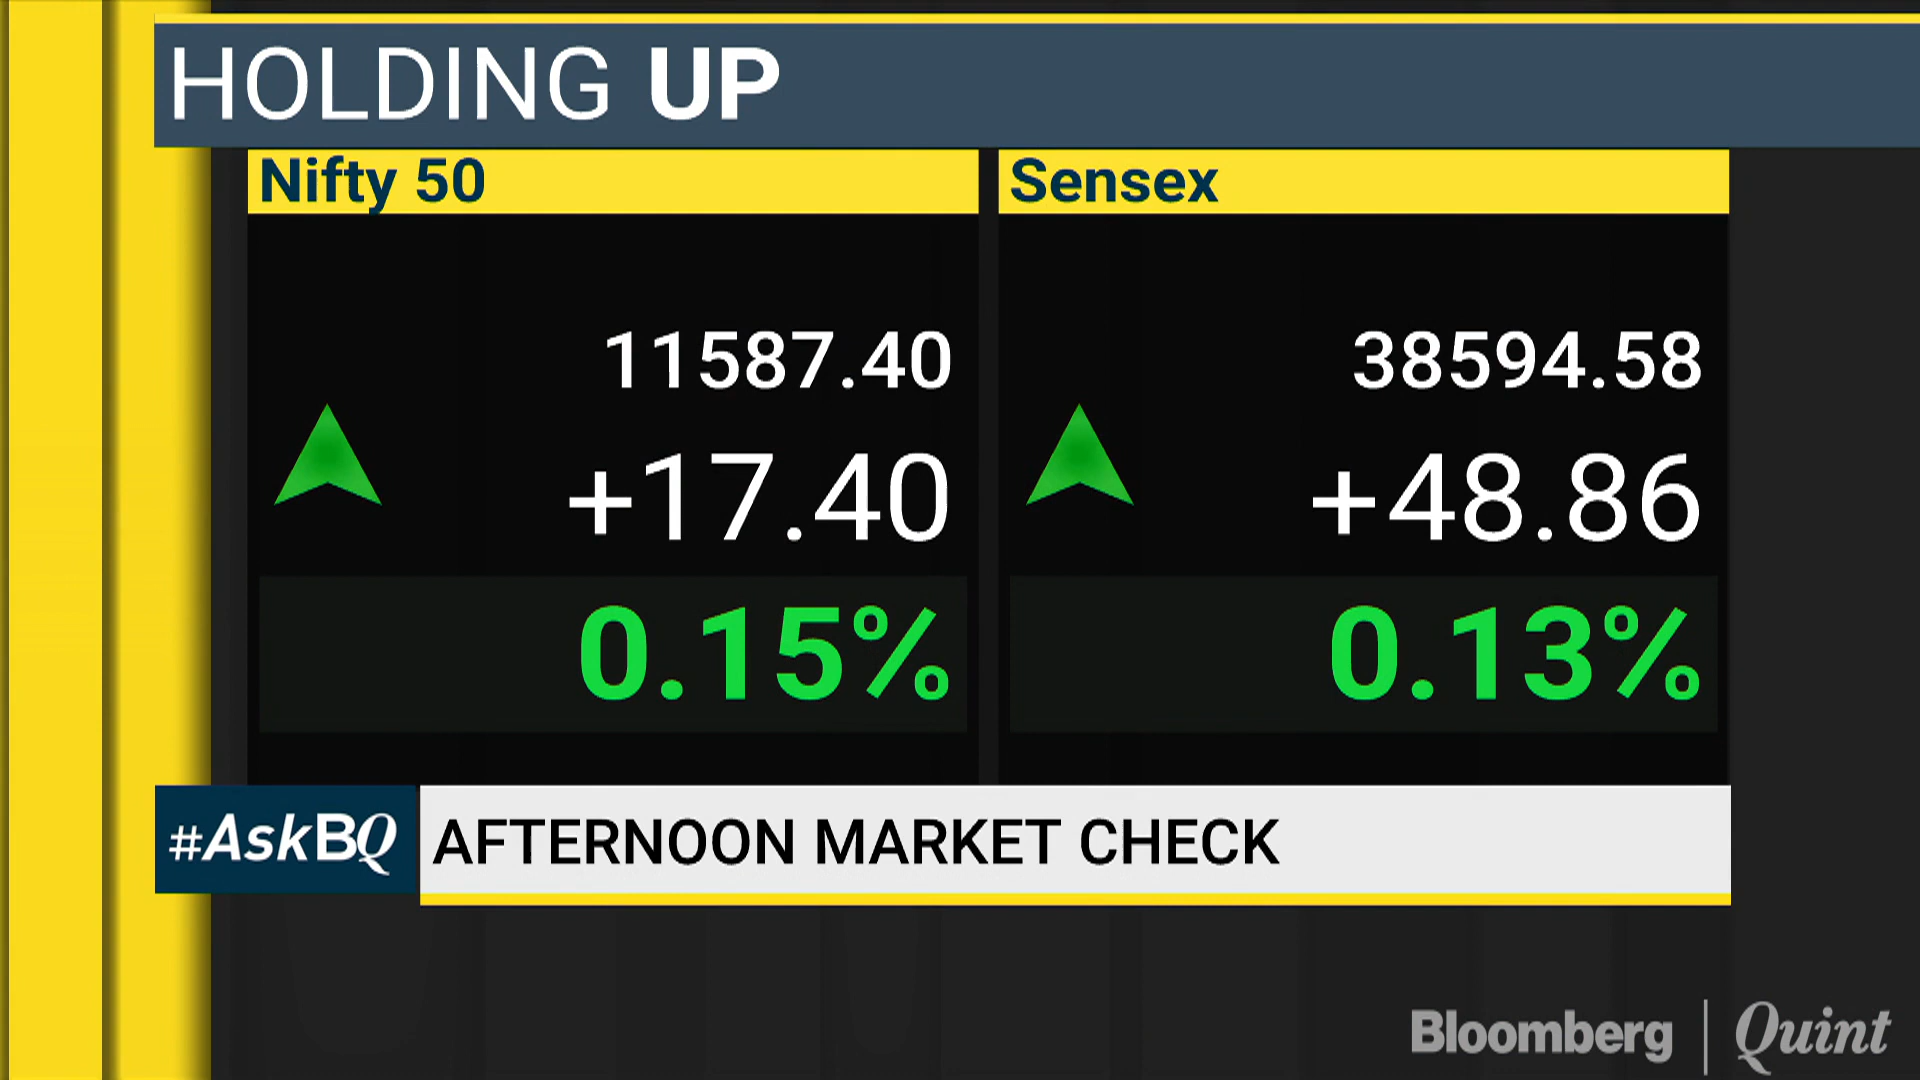 HOLDING UP
Nifty 50
11587.40
+17.40
0.15%
Sensex
38594.58
+48.86
0.13%
#AskBQ
AFTERNOON MARKET CHECK
Bloomberg | Quint